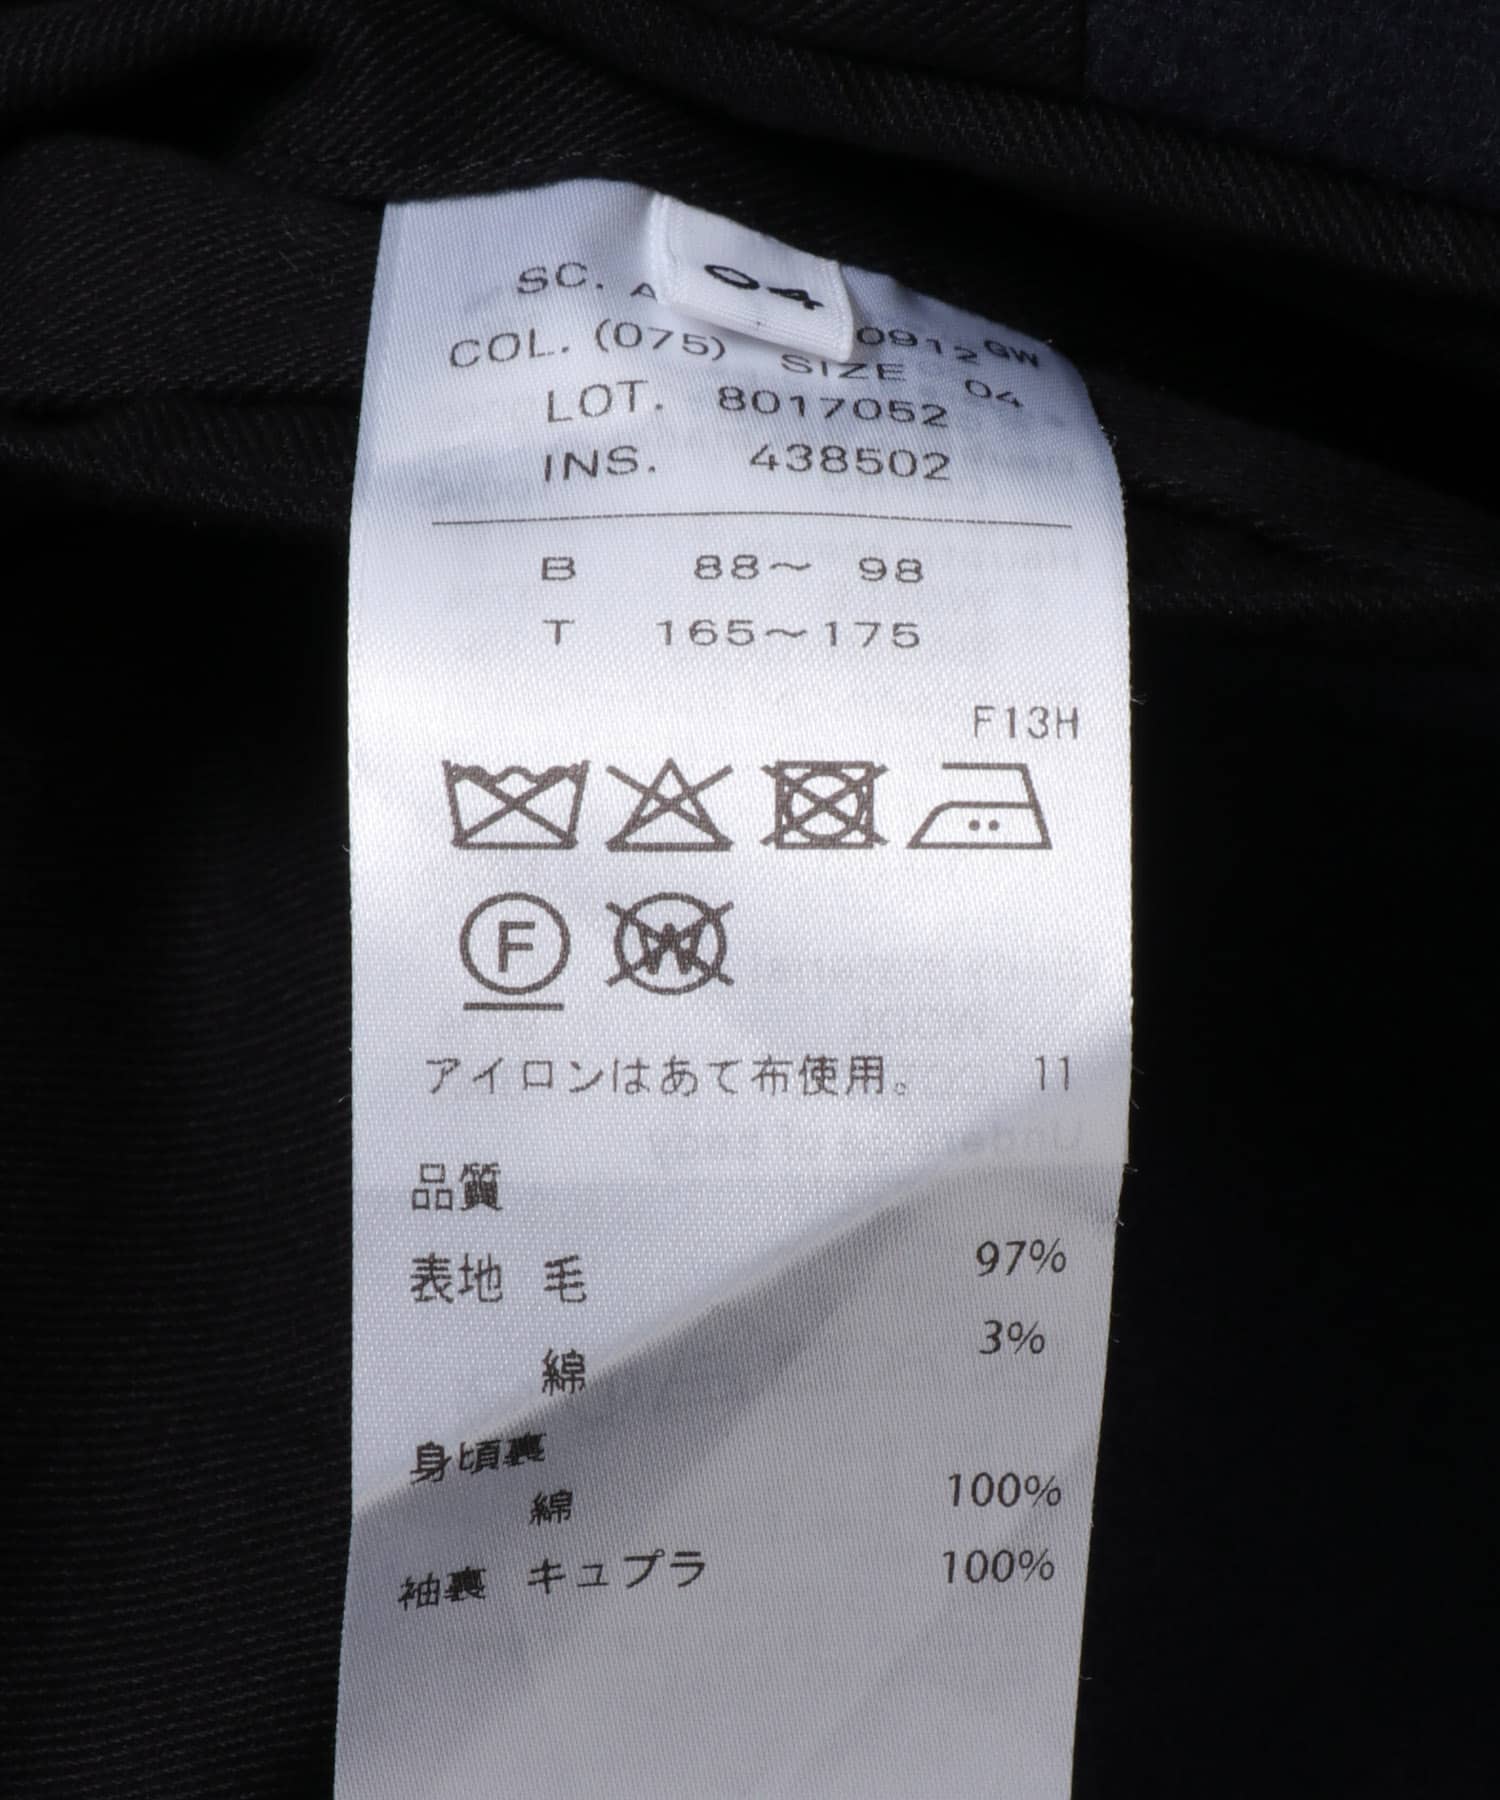 04
SC. A 0912GW
COL. (075) SIZE 04
LOT. 8017052
INS. 438502
B 88〜 98
T 165〜175
F13H
F W
アイロンはあて布使用。 11
品質
表地 毛 97%
綿 3%
身頃裏
綿 100%
袖裏 キュプラ 100%